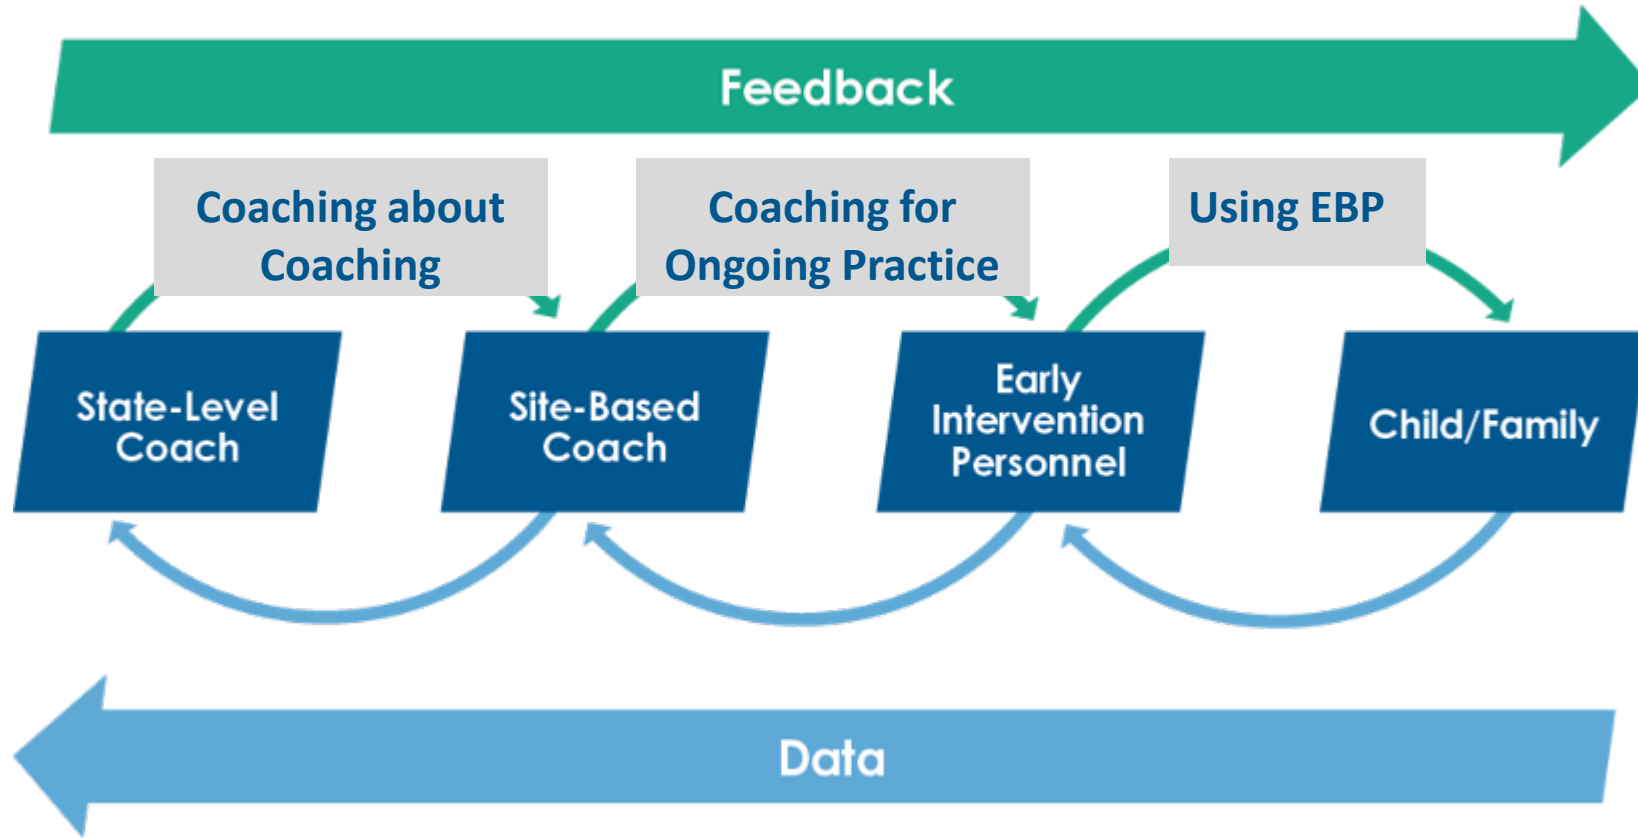 Feedback
Coaching about
Coaching
Coaching for
Ongoing Practice
Using EBP
State-Level
Coach
Site-Based
Coach
Early
Intervention
Personnel
Child/Family
Data